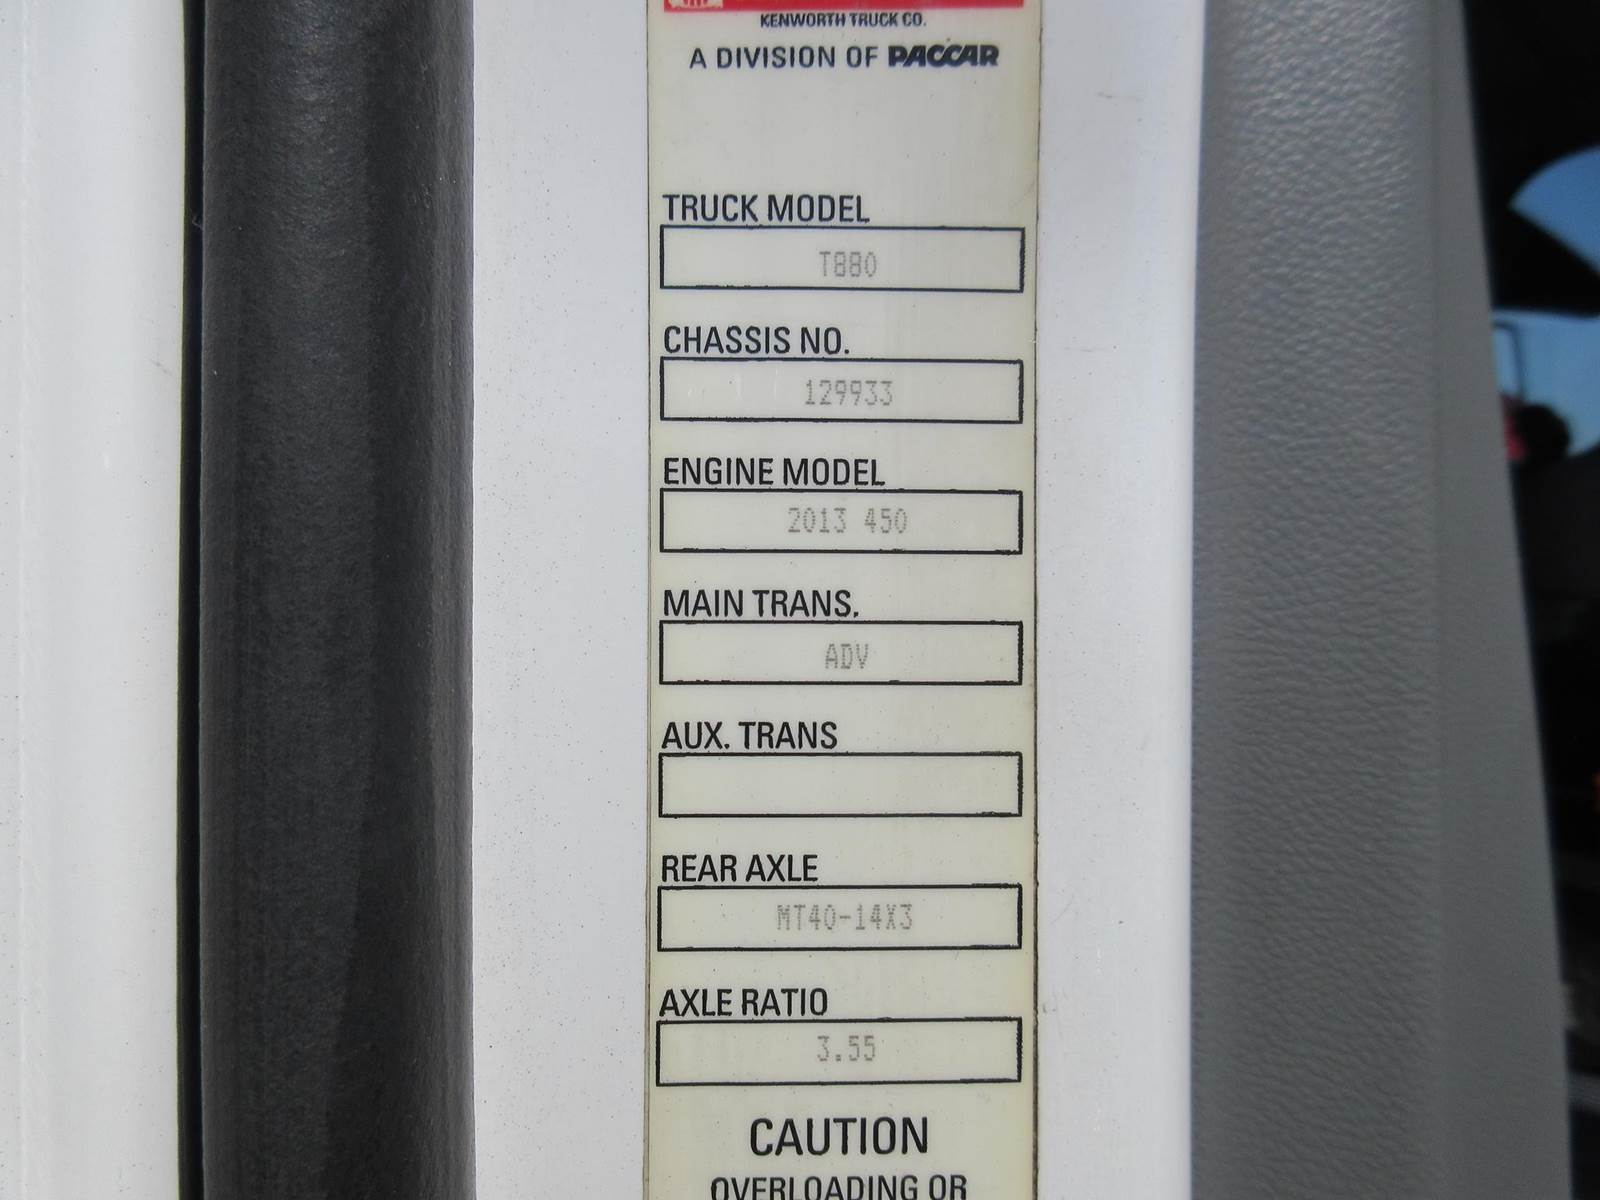 KENWORTH TRUCK CO.
A DIVISION OF PACCAR
TRUCK MODEL
T880
CHASSIS NO.
129933
ENGINE MODEL
2013 450
MAIN TRANS.
ADV
AUX. TRANS
REAR AXLE
MT40-14X3
AXLE RATIO
3.55
CAUTION
OVERLOADING OR